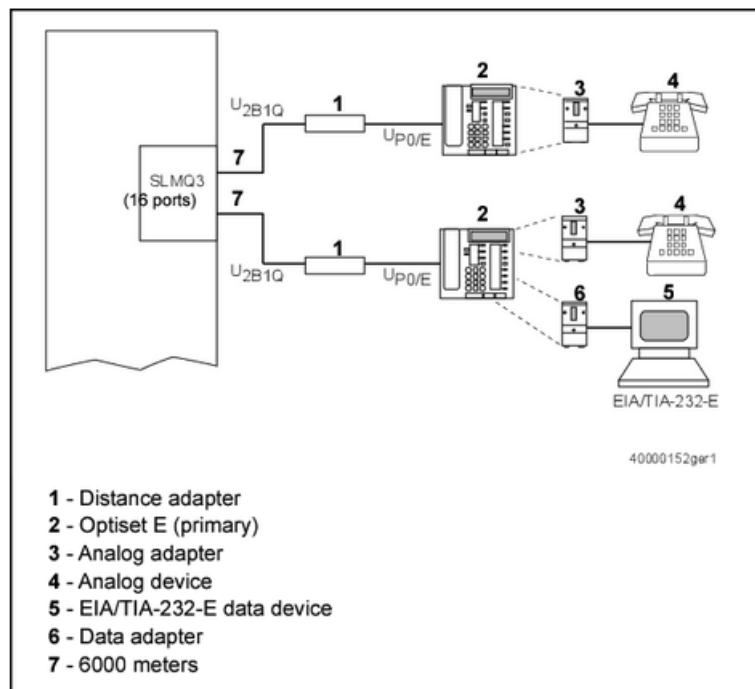 2
1
3
4
U2B1Q
UP0/E
7
SLMQ3
(16 ports)
7
2
3
4
1
U2B1Q
UP0/E
6
5
EIA/TIA-232-E
40000152ger1
1 - Distance adapter
2 - Optiset E (primary)
3 - Analog adapter
4 - Analog device
5 - EIA/TIA-232-E data device
6 - Data adapter
7 - 6000 meters